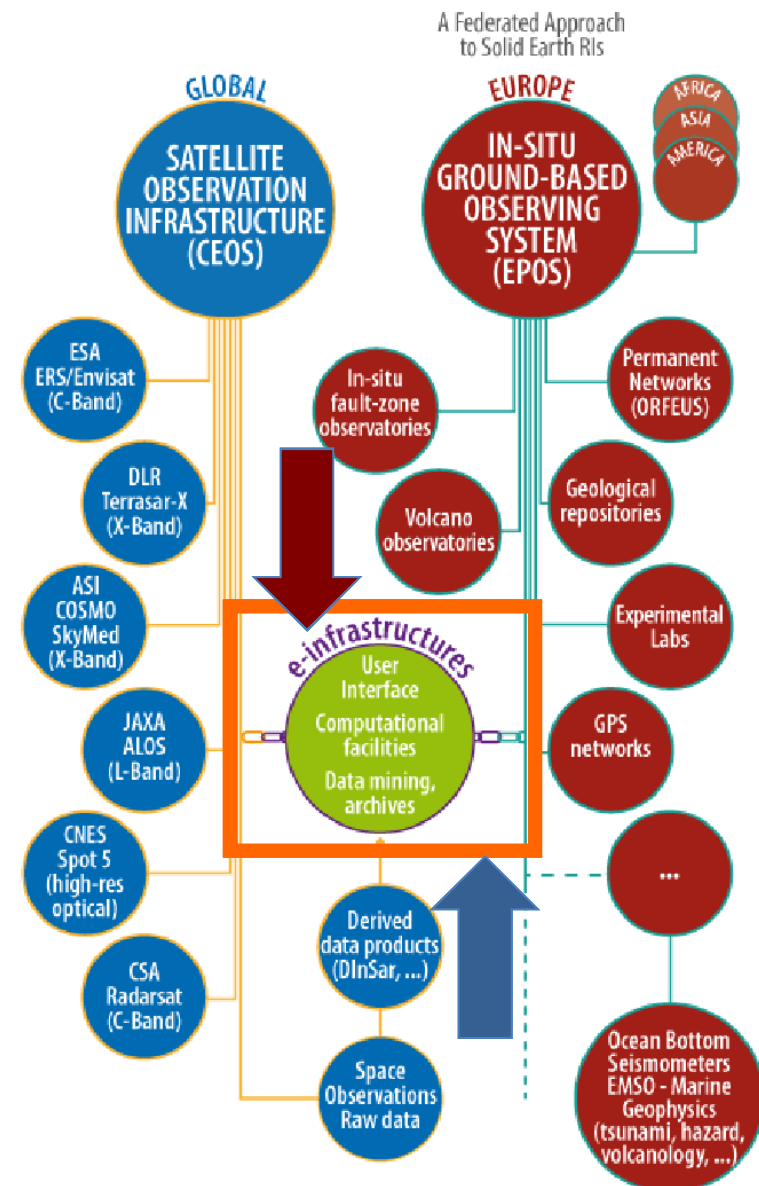 A Federated Approach
to Solid Earth RIs
GLOBAL
SATELLITE
OBSERVATION
INFRASTRUCTURE
(CEOS)
EUROPE
IN-SITU
GROUND-BASED
OBSERVING
SYSTEM
(EPOS)
AFRICA
ASIA
AMERICA
ESA
ERS/Envisat
(C-Band)
DLR
Terrasar-X
(X-Band)
ASI
COSMO
SkyMed
(X-Band)
JAXA
ALOS
(L-Band)
CNES
Spot 5
(high-res
optical)
CSA
Radarsat
(C-Band)
In-situ
fault-zone
observatories
Volcano
observatories
Permanent
Networks
(ORFEUS)
Geological
repositories
Experimental
Labs
GPS
networks
...
Ocean Bottom
Seismometers
EMSO - Marine
Geophysics
(tsunami, hazard,
volcanology, ...)
e-infrastructures
User
Interface
Computational
facilities
Data mining,
archives
Derived
data products
(DInSar, ...)
Space
Observations
Raw data